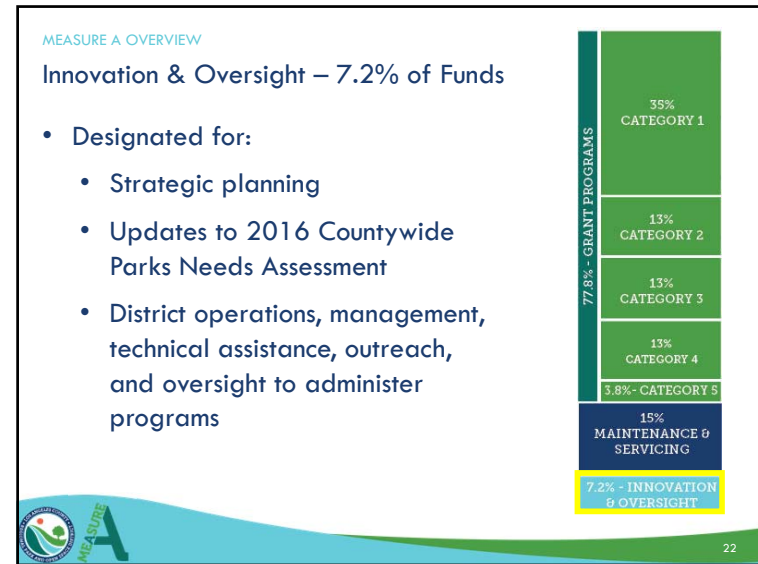 MEASURE A OVERVIEW
Innovation & Oversight – 7.2% of Funds
• Designated for:
• Strategic planning
• Updates to 2016 Countywide
Parks Needs Assessment
• District operations, management,
technical assistance, outreach,
and oversight to administer
programs
77.8% - GRANT PROGRAMS
35%
CATEGORY 1
13%
CATEGORY 2
13%
CATEGORY 3
13%
CATEGORY 4
3.8%- CATEGORY 5
15%
MAINTENANCE &
SERVICING
7.2% - INNOVATION
& OVERSIGHT
MEASURE
A
22